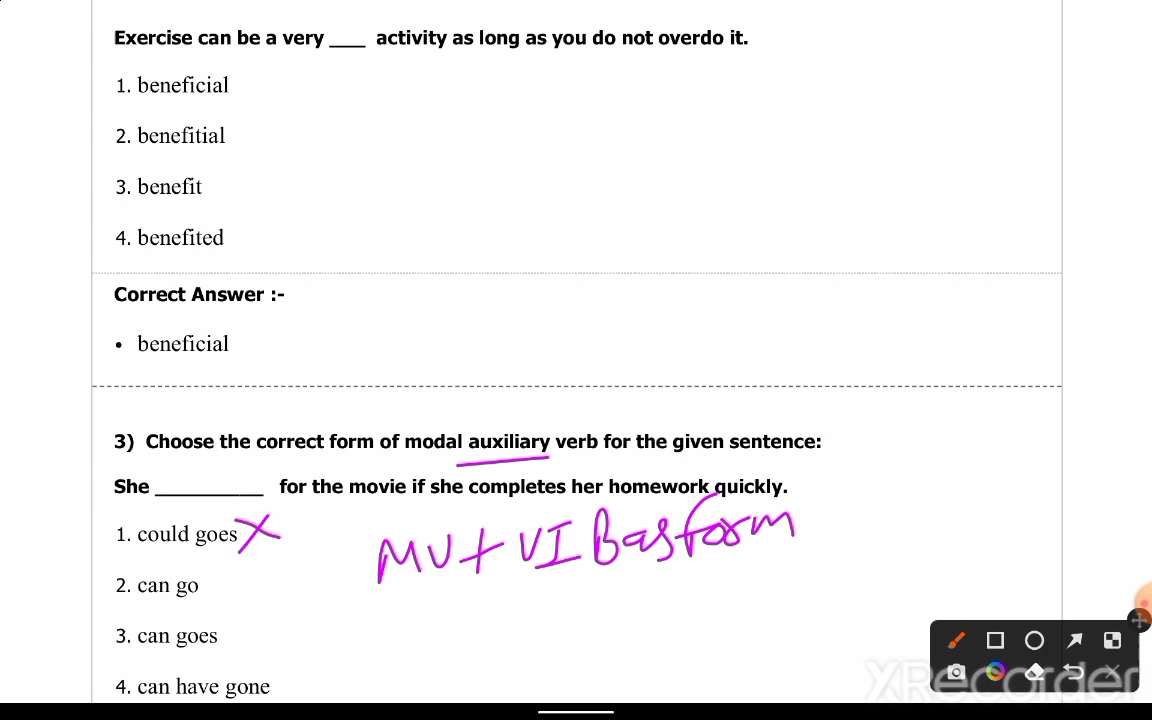 Exercise can be a very ___ activity as long as you do not overdo it.
1. beneficial
2. benefitial
3. benefit
4. benefited
Correct Answer :-
• beneficial
3) Choose the correct form of modal auxiliary verb for the given sentence:
She __________ for the movie if she completes her homework quickly.
1. could goes X
MV + VI Basform
2. can go
3. can goes
4. can have gone
XRecorder